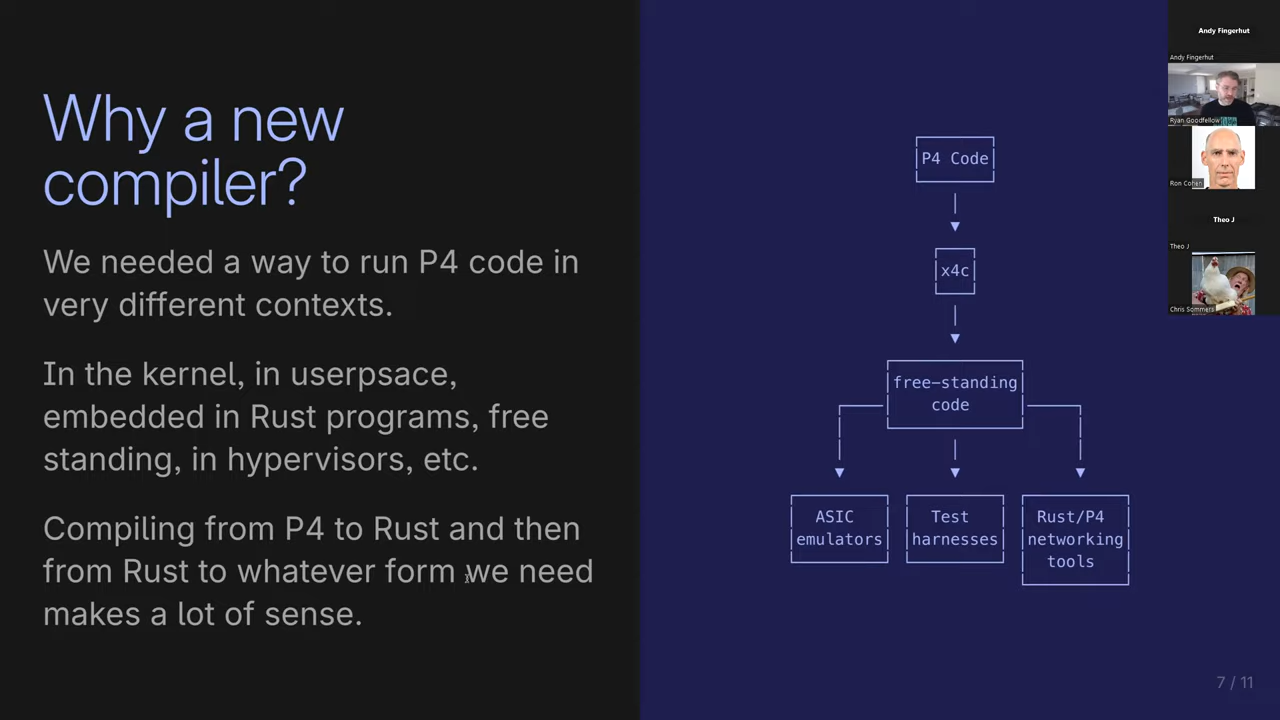 Why a new
compiler?
We needed a way to run P4 code in
very different contexts.
In the kernel, in userpsace,
embedded in Rust programs, free
standing, in hypervisors, etc.
Compiling from P4 to Rust and then
from Rust to whatever form we need
makes a lot of sense.
P4 Code
x4c
free-standing
code
ASIC
emulators
Test
harnesses
Rust/P4
networking
tools
7 / 11
Andy Fingerhut
Andy Fingerhut
Ryan Goodfellow
Ron Cohen
Theo J
Theo J
Chris Sommers